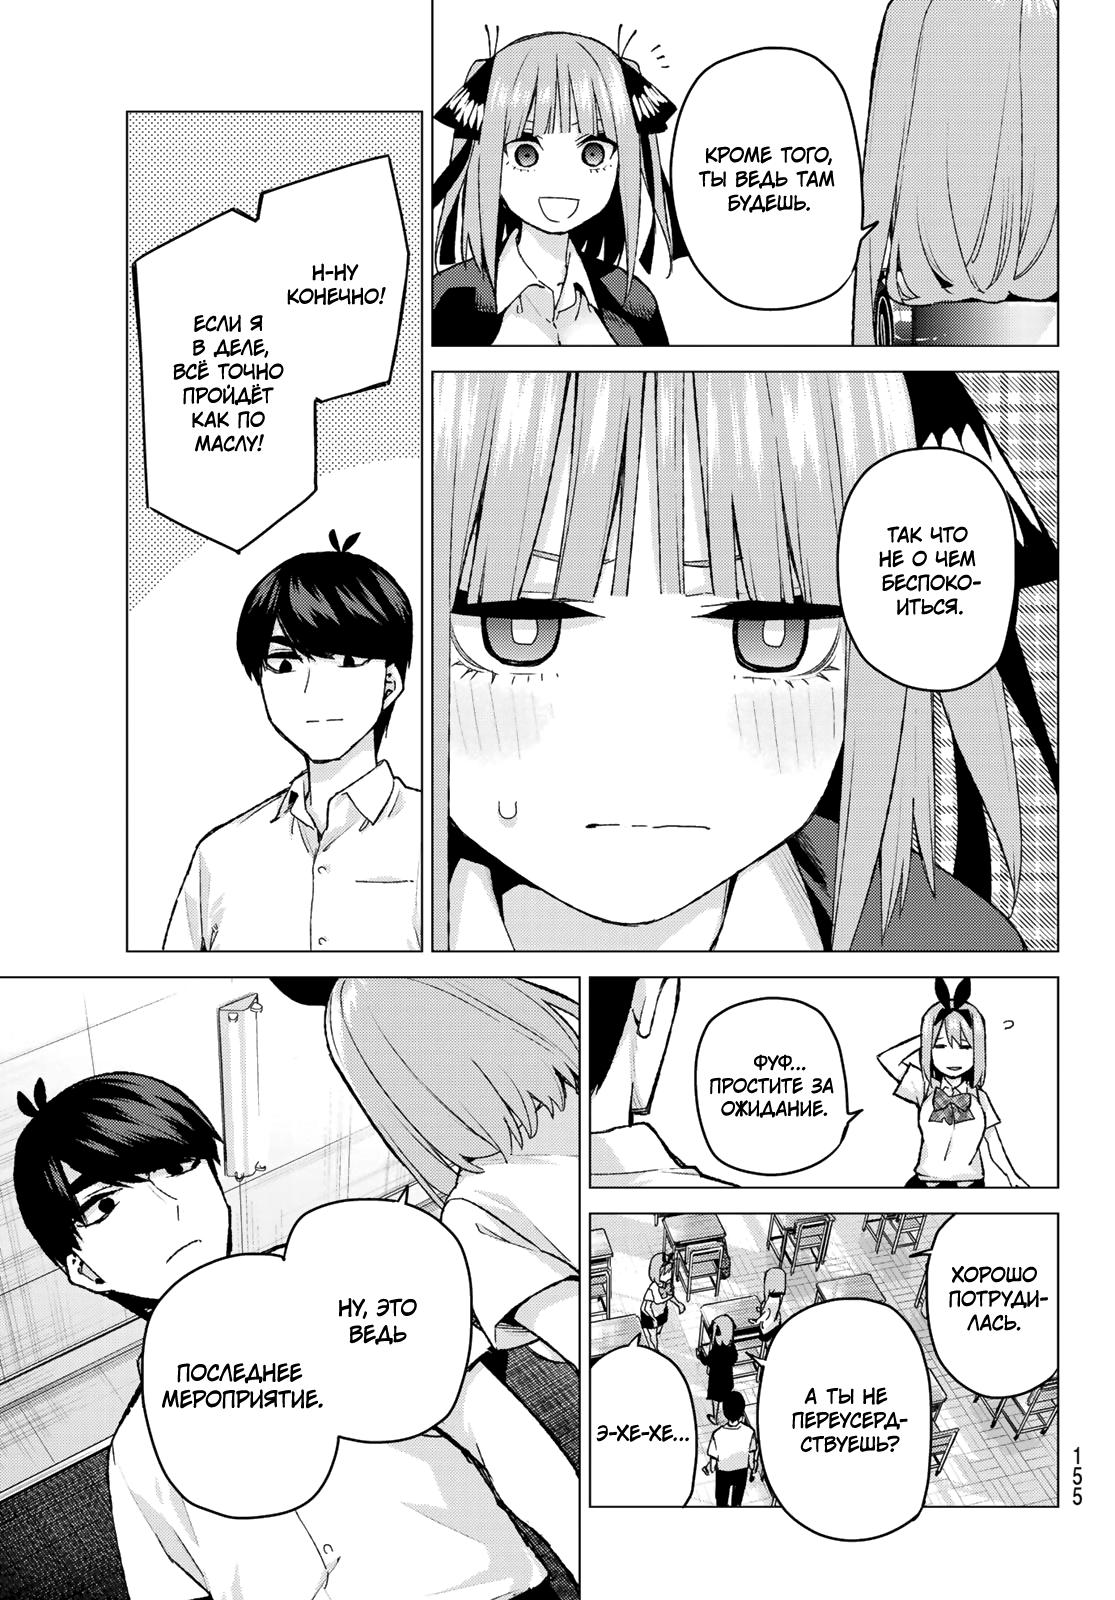 КРОМЕ ТОГО,
ТЫ ВЕДЬ ТАМ
БУДЕШЬ.
ТАК ЧТО
НЕ О ЧЕМ
БЕСПОКО-
ИТЬСЯ.
Н-НУ
КОНЕЧНО!
ЕСЛИ Я
В ДЕЛЕ,
ВСЁ ТОЧНО
ПРОЙДЁТ
КАК ПО
МАСЛУ!
ФУФ...
ПРОСТИТЕ ЗА
ОЖИДАНИЕ.
ХОРОШО
ПОТРУДИ-
ЛАСЬ.
А ТЫ НЕ
ПЕРЕУСЕРД-
СТВУЕШЬ?
Э-ХЕ-ХЕ...
НУ, ЭТО
ВЕДЬ
ПОСЛЕДНЕЕ
МЕРОПРИЯТИЕ.
155